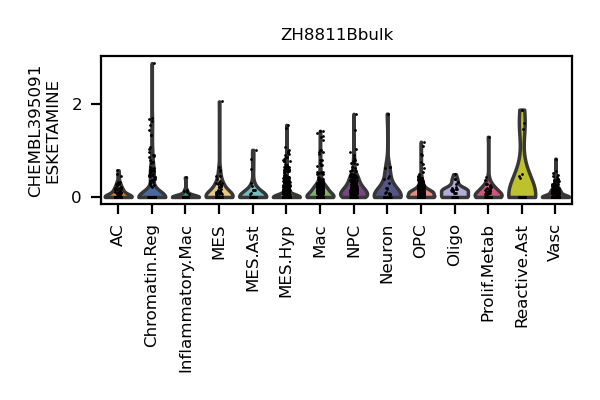 ZH8811Bbulk
CHEMBL395091
ESKETAMINE
2
0
AC
Chromatin.Reg
Inflammatory.Mac
MES
MES.Ast
MES.Hyp
Mac
NPC
Neuron
OPC
Oligo
Prolif.Metab
Reactive.Ast
Vasc